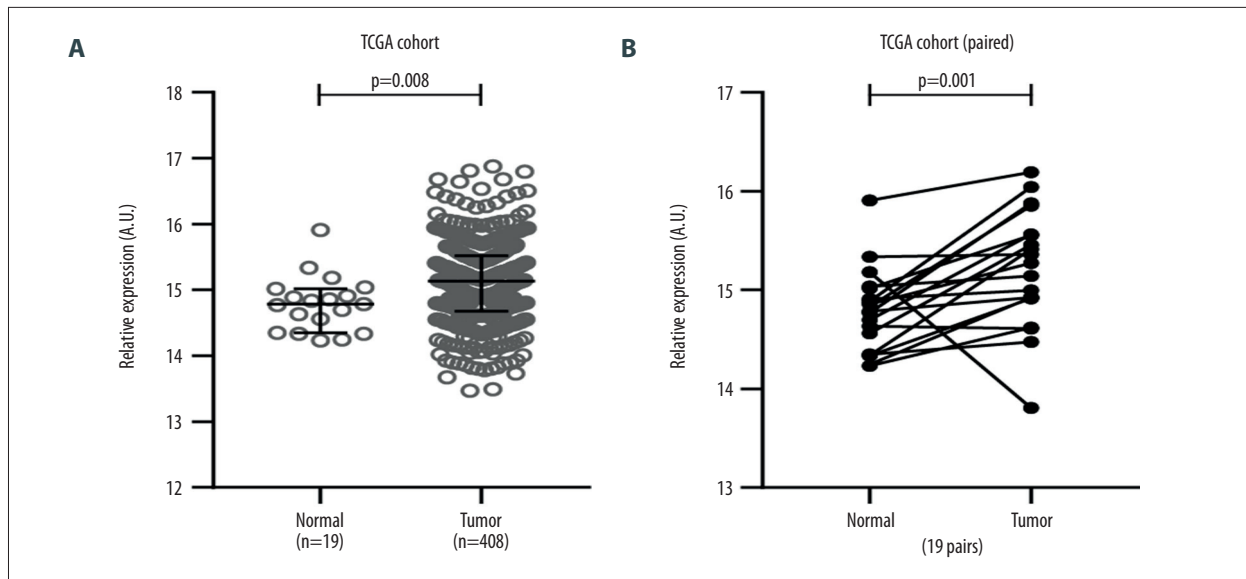 A
TCGA cohort
p=0.008
Relative expression (A.U.)
18
17
16
15
14
13
12
Normal
(n=19)
Tumor
(n=408)
B
TCGA cohort (paired)
p=0.001
Relative expression (A.U.)
17
16
15
14
13
Normal
Tumor
(19 pairs)